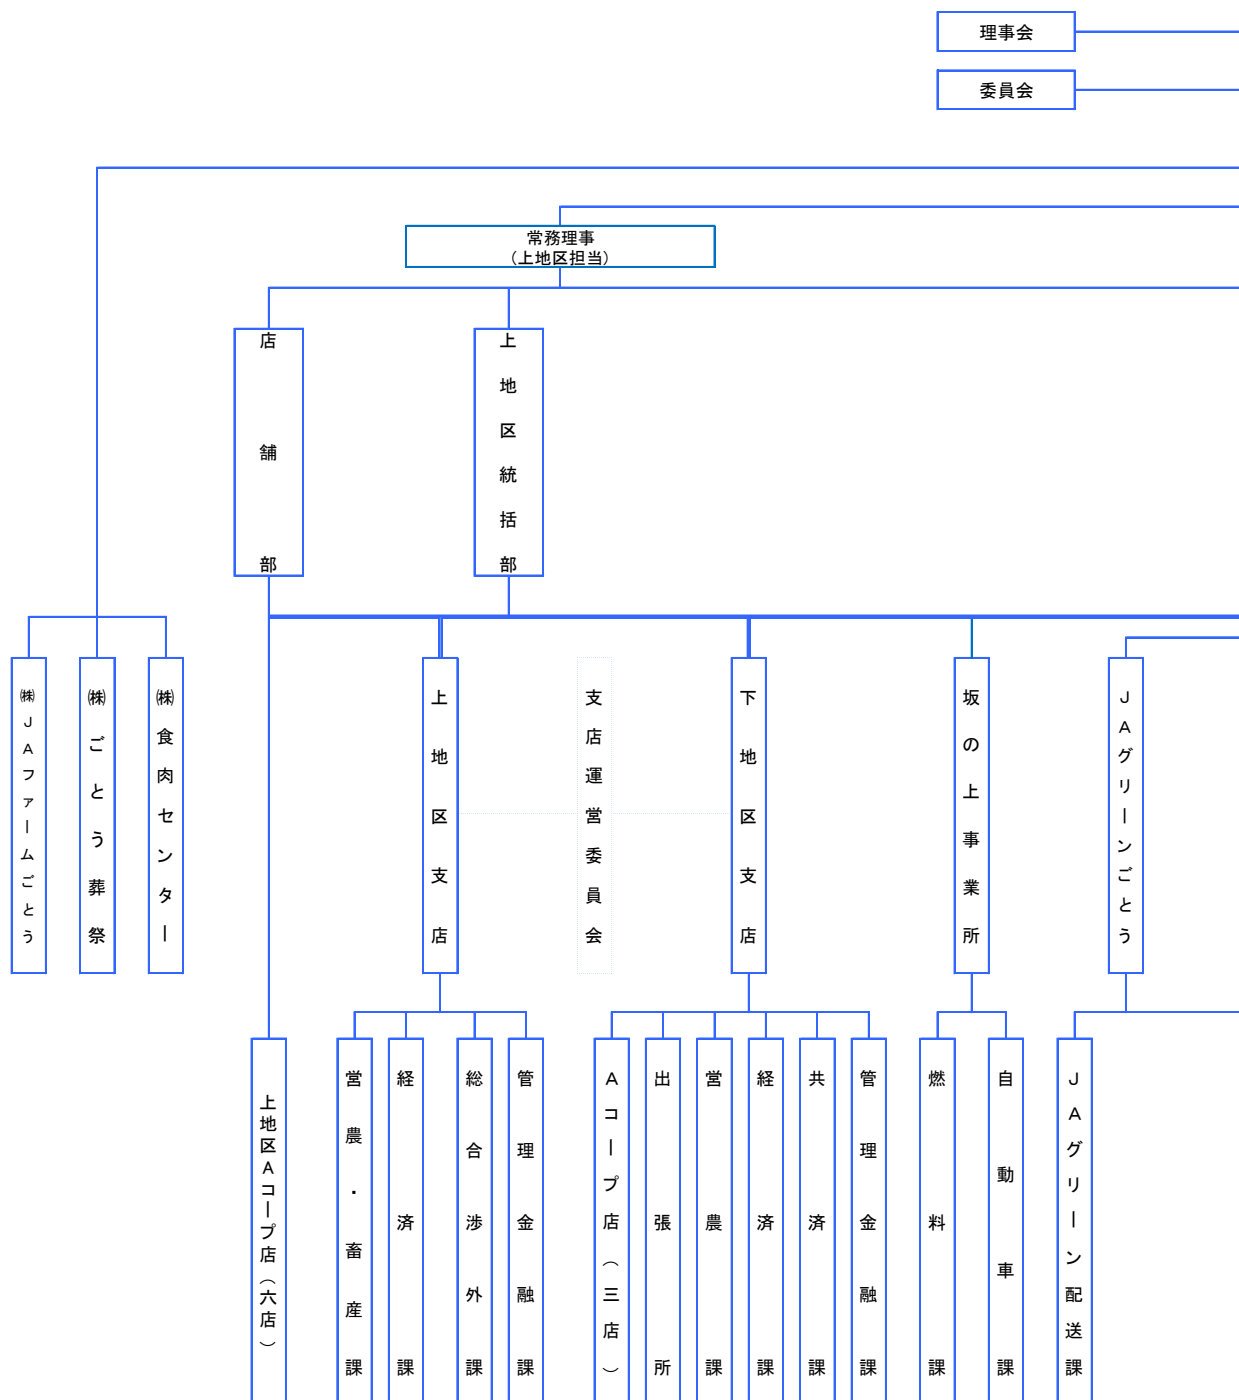 理事会
委員会
常務理事
（上地区担当）
店舗部
上地区統括部
㈱ＪＡファームごとう
㈱ごとう葬祭
㈱食肉センター
上地区支店
支店運営委員会
下地区支店
坂の上事業所
ＪＡグリーンごとう
上地区Ａコープ店（六店）
営農・畜産課
経済課
総合渉外課
管理金融課
Ａコープ店（三店）
出張所
営農課
経済課
共済課
管理金融課
燃料課
自動車課
ＪＡグリーン配送課